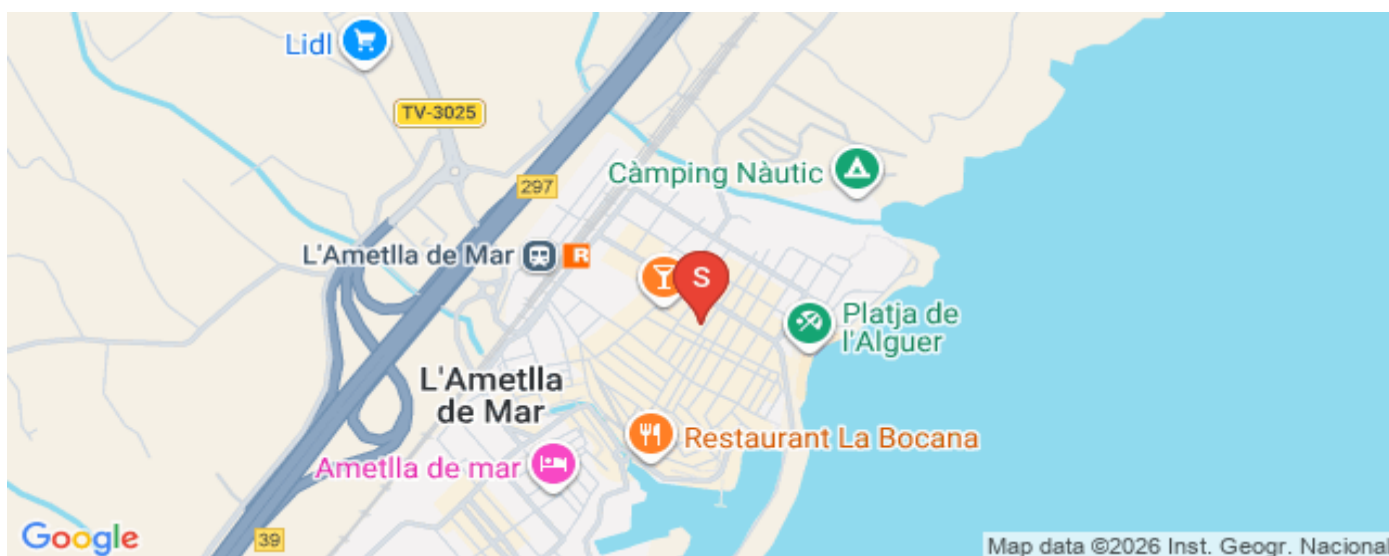 Lidl
TV-3025
297
Càmping Nàutic
L'Ametlla de Mar
R
S
Platja de
l'Alguer
L'Ametlla
de Mar
Restaurant La Bocana
Ametlla de mar
39
Google
Map data ©2026 Inst. Geogr. Nacional